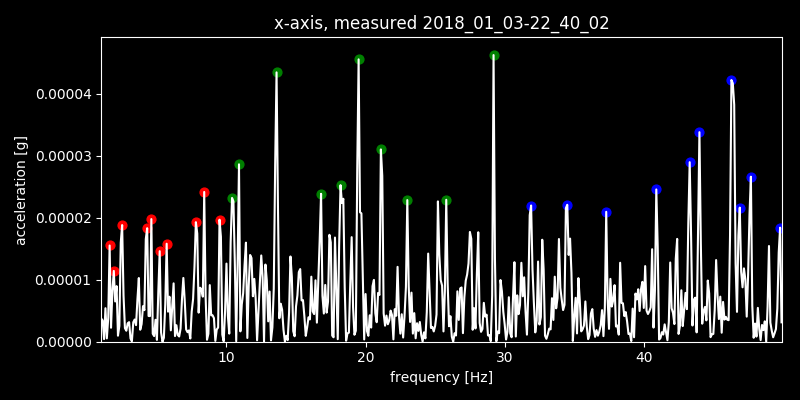 x-axis, measured 2018_01_03-22_40_02
acceleration [g]
0.00004
0.00003
0.00002
0.00001
0.00000
10 20 30 40
frequency [Hz]